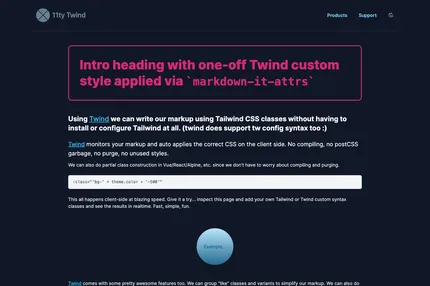 11ty Twind
Products
Support
Intro heading with one-off Twind custom
style applied via `markdown-it-attrs`
Using Twind we can write our markup using Tailwind CSS classes without having to
install or configure Tailwind at all. (twind does support tw config syntax too :)
Twind monitors your markup and auto applies the correct CSS on the client side. No compiling, no postCSS
garbage, no purge, no unused styles.
We can also do partial class construction in Vue/React/Alpine, etc. since we don't have to worry about compiling and purging.
<class="'bg-' + theme.color + '-500'"
This all happens client-side at blazing speed. Give it a try... Inspect this page and add your own Tailwind or Twind custom syntax
classes and see the results in realtime. Fast, simple, fun.
Example...
Twind comes with some pretty awesome features too. We can group "like" classes and variants to simplify our markup. We can also do